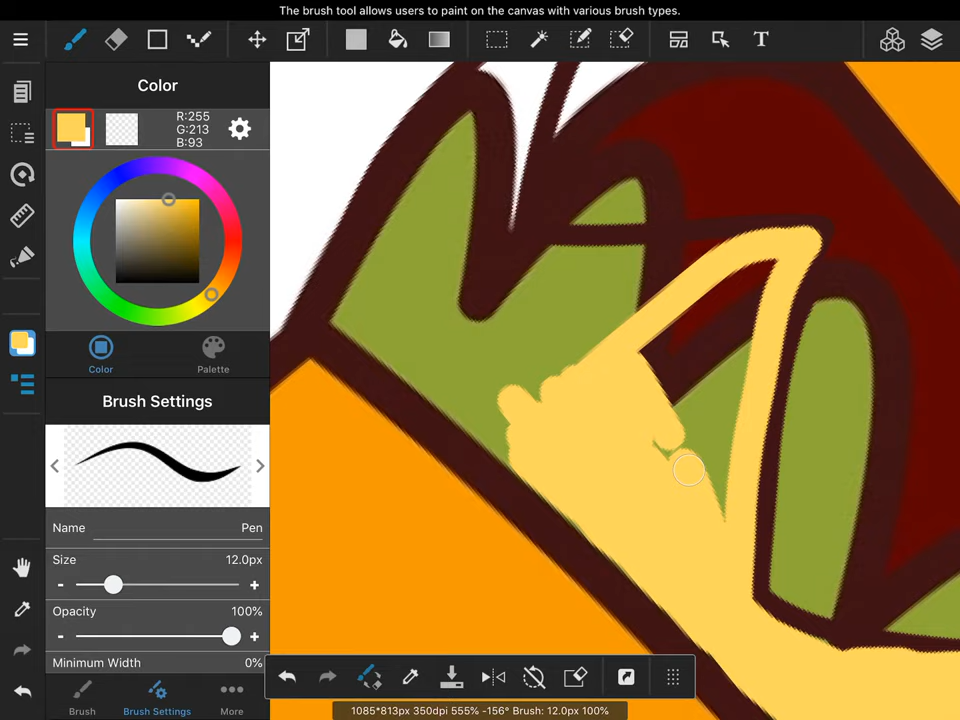 The brush tool allows users to paint on the canvas with various brush types.
T
Color
R:255
G:213
B:93
Color
Palette
Brush Settings
Name
Pen
Size
12.0px
- +
Opacity
100%
- +
Minimum Width
0%
Brush
Brush Settings
More
1085*813px 350dpi 555% -156° Brush: 12.0px 100%